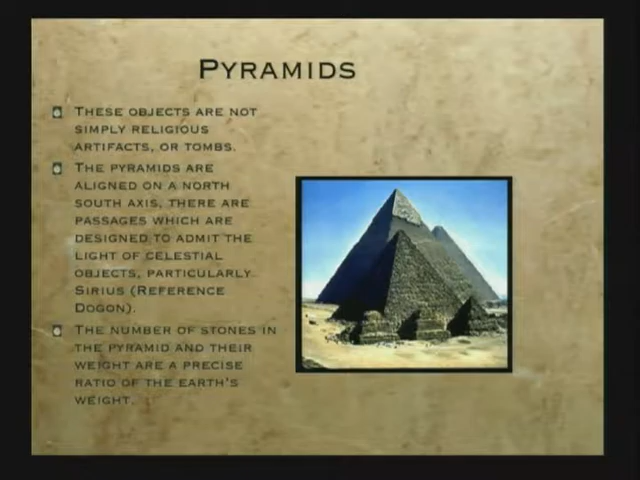 PYRAMIDS
THESE OBJECTS ARE NOT
SIMPLY RELIGIOUS
ARTIFACTS, OR TOMBS.
THE PYRAMIDS ARE
ALIGNED ON A NORTH
SOUTH AXIS, THERE ARE
PASSAGES WHICH ARE
DESIGNED TO ADMIT THE
LIGHT OF CELESTIAL
OBJECTS, PARTICULARLY
SIRIUS (REFERENCE
DOGON).
THE NUMBER OF STONES IN
THE PYRAMID AND THEIR
WEIGHT ARE A PRECISE
RATIO OF THE EARTH'S
WEIGHT.